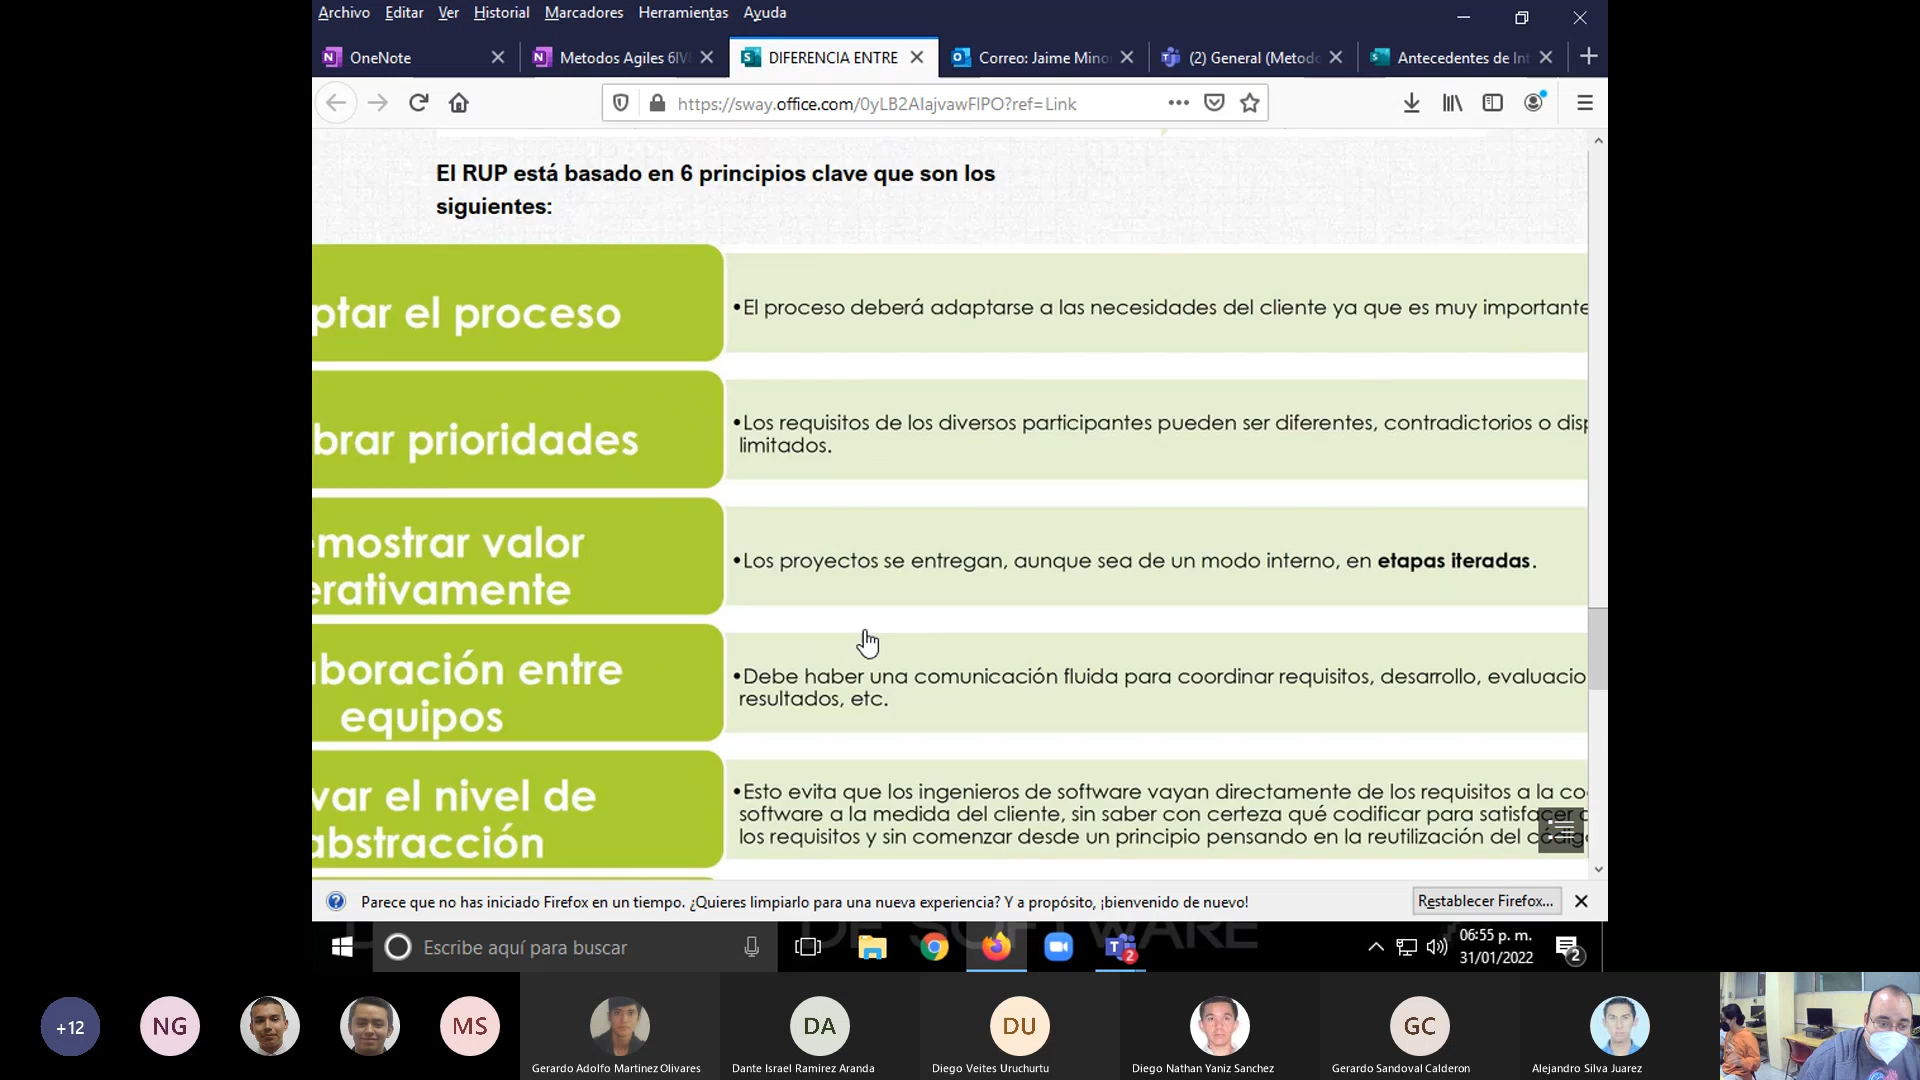 Archivo Editar Ver Historial Marcadores Herramientas Ayuda
OneNote
Metodos Agiles 6IV
DIFERENCIA ENTRE
Correo: Jaime Mino
(2) General (Metodo
Antecedentes de Int
https://sway.office.com/0yLB2AIajvawFIPO?ref=Link
El RUP está basado en 6 principios clave que son los
siguientes:
ptar el proceso
•El proceso deberá adaptarse a las necesidades del cliente ya que es muy importante
brar prioridades
•Los requisitos de los diversos participantes pueden ser diferentes, contradictorios o disp
limitados.
mostrar valor
erativamente
•Los proyectos se entregan, aunque sea de un modo interno, en etapas iteradas.
boración entre
equipos
•Debe haber una comunicación fluida para coordinar requisitos, desarrollo, evaluacio
resultados, etc.
var el nivel de
abstracción
•Esto evita que los ingenieros de software vayan directamente de los requisitos a la co
software a la medida del cliente, sin saber con certeza qué codificar para satisfacer
los requisitos y sin comenzar desde un principio pensando en la reutilización del códig
Parece que no has iniciado Firefox en un tiempo. ¿Quieres limpiarlo para una nueva experiencia? Y a propósito, ¡bienvenido de nuevo!
Restablecer Firefox...
DE SOFTWARE
Escribe aquí para buscar
2
06:55 p. m.
31/01/2022
2
+12
NG
MS
DA
DU
GC
Gerardo Adolfo Martinez Olivares
Dante Israel Ramirez Aranda
Diego Veites Uruchurtu
Diego Nathan Yaniz Sanchez
Gerardo Sandoval Calderon
Alejandro Silva Juarez